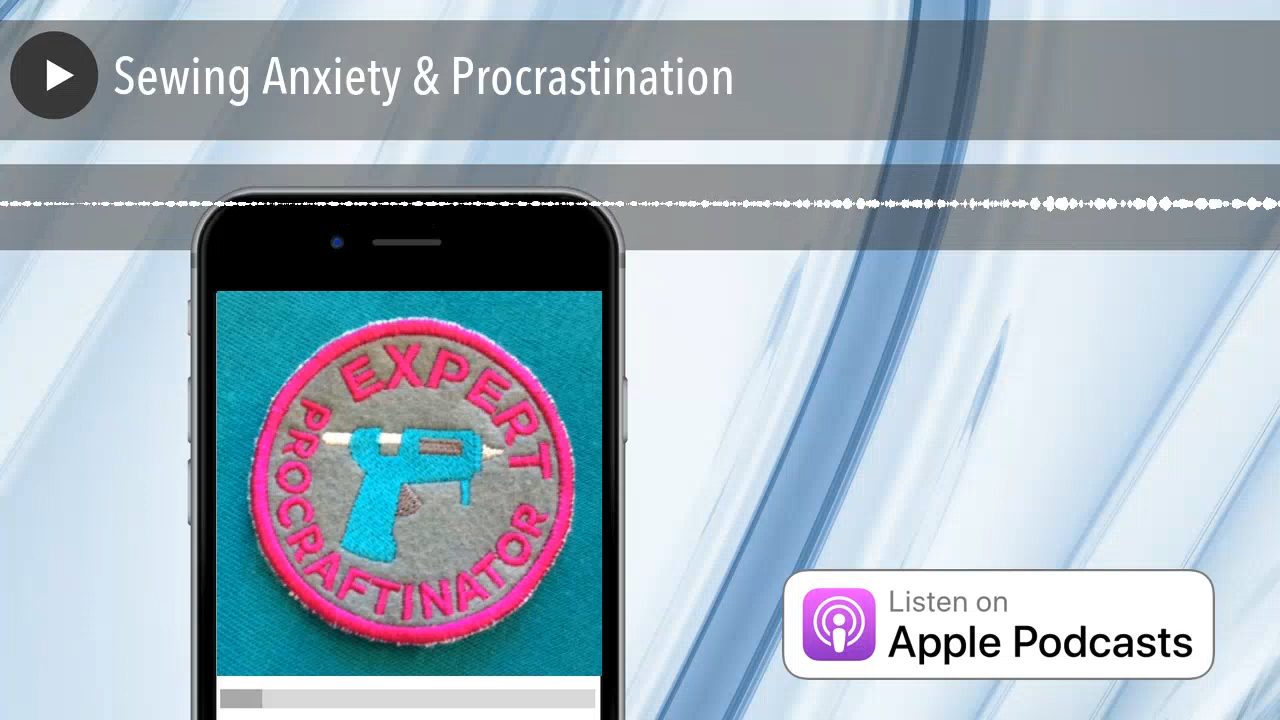 Sewing Anxiety & Procrastination
EXPERT
PROCRAFTINATOR
Listen on
Apple Podcasts